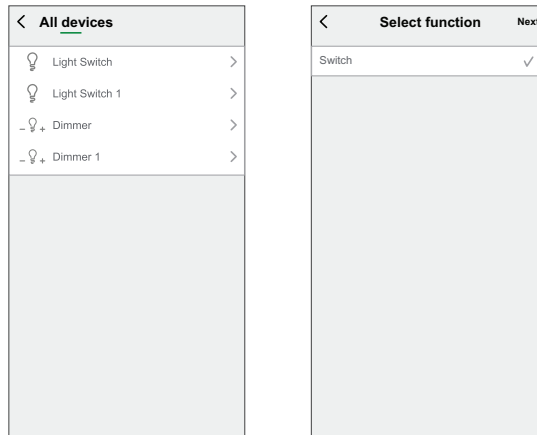 All devices
Light Switch
Light Switch 1
Dimmer
Dimmer 1
Select function
Next
Switch